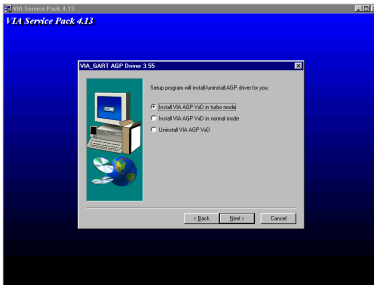 VIA Service Pack 4.13
VIA Service Pack 4.13
VIA_GART AGP Driver 3.55
Setup program will install/uninstall AGP driver for you.
Install VIA AGP VxD in turbo mode
Install VIA AGP VxD in normal mode
Uninstall VIA AGP VxD
< Back
Next >
Cancel